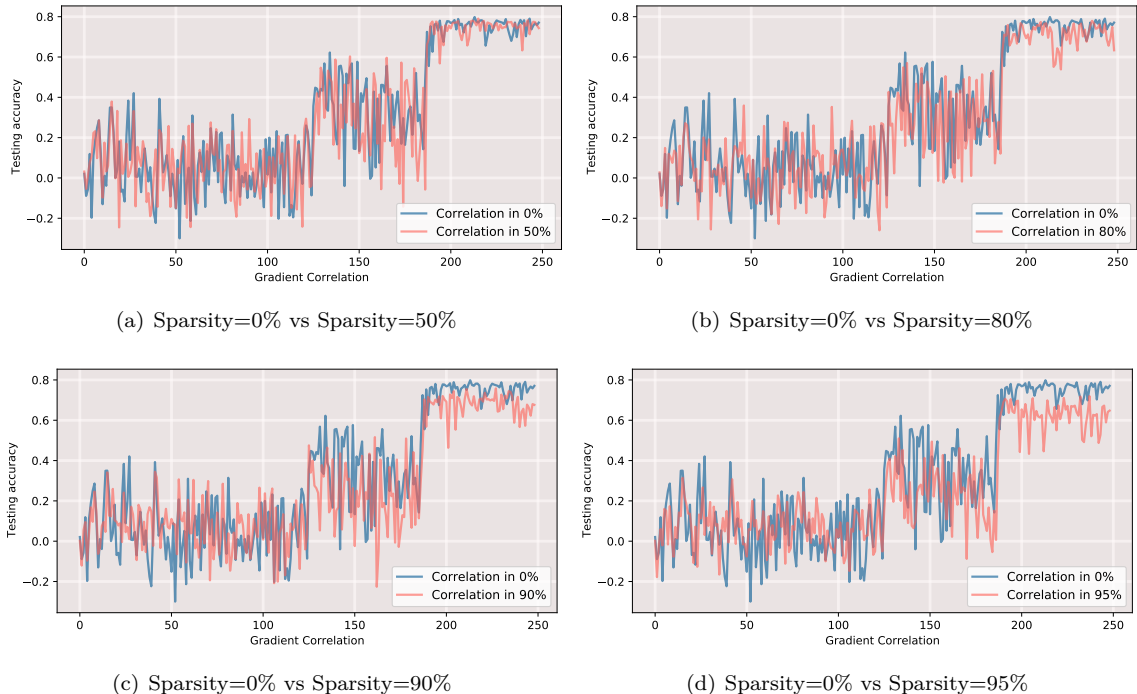 0.8
0.6
0.4
0.2
0.0
−0.2
Testing accuracy
0 50 100 150 200 250
Gradient Correlation
Correlation in 0%
Correlation in 50%
(a) Sparsity=0% vs Sparsity=50%
0.8
0.6
0.4
0.2
0.0
−0.2
Testing accuracy
0 50 100 150 200 250
Gradient Correlation
Correlation in 0%
Correlation in 80%
(b) Sparsity=0% vs Sparsity=80%
0.8
0.6
0.4
0.2
0.0
−0.2
Testing accuracy
0 50 100 150 200 250
Gradient Correlation
Correlation in 0%
Correlation in 90%
(c) Sparsity=0% vs Sparsity=90%
0.8
0.6
0.4
0.2
0.0
−0.2
Testing accuracy
0 50 100 150 200 250
Gradient Correlation
Correlation in 0%
Correlation in 95%
(d) Sparsity=0% vs Sparsity=95%